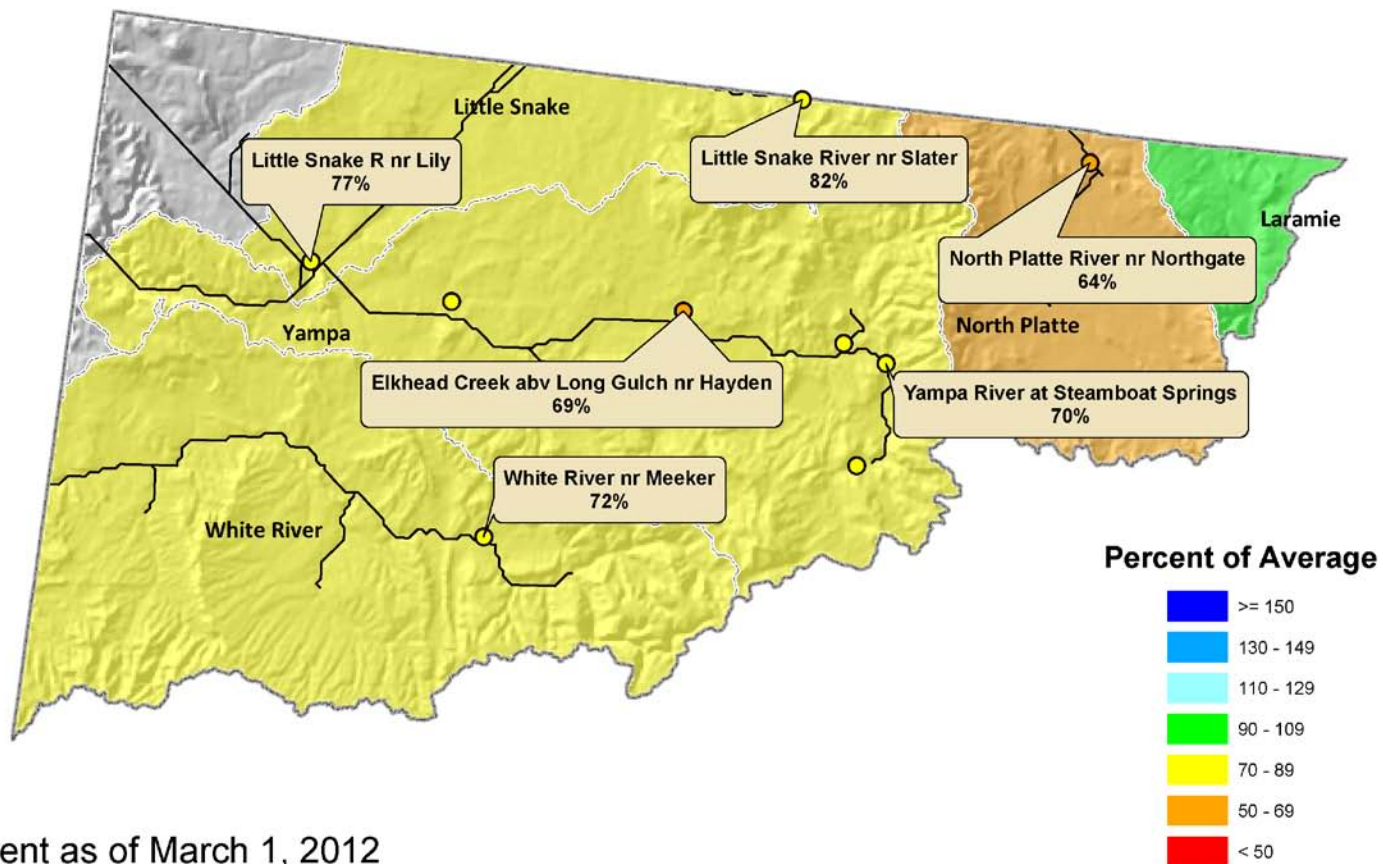 Little Snake
Little Snake R nr Lily
77%
Little Snake River nr Slater
82%
Laramie
North Platte River nr Northgate
64%
North Platte
Yampa
Elkhead Creek abv Long Gulch nr Hayden
69%
Yampa River at Steamboat Springs
70%
White River nr Meeker
72%
White River
Percent of Average
>= 150
130 - 149
110 - 129
90 - 109
70 - 89
50 - 69
< 50
ent as of March 1, 2012